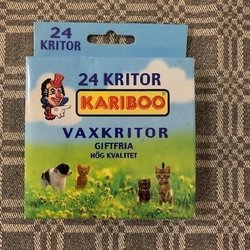 24
KRITOR
24 KRITOR
KARIBOO
VAXKRITOR
GIFTFRIA
HÖG KVALITET